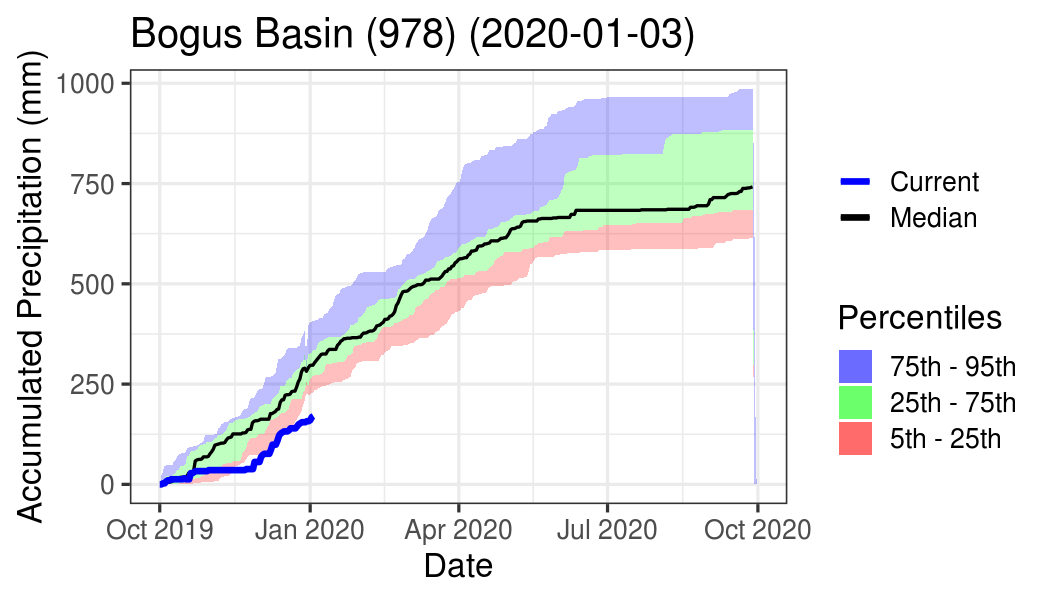 Bogus Basin (978) (2020-01-03)
Accumulated Precipitation (mm)
1000
750
500
250
0
Oct 2019
Jan 2020
Apr 2020
Jul 2020
Oct 2020
Date
Current
Median
Percentiles
75th - 95th
25th - 75th
5th - 25th